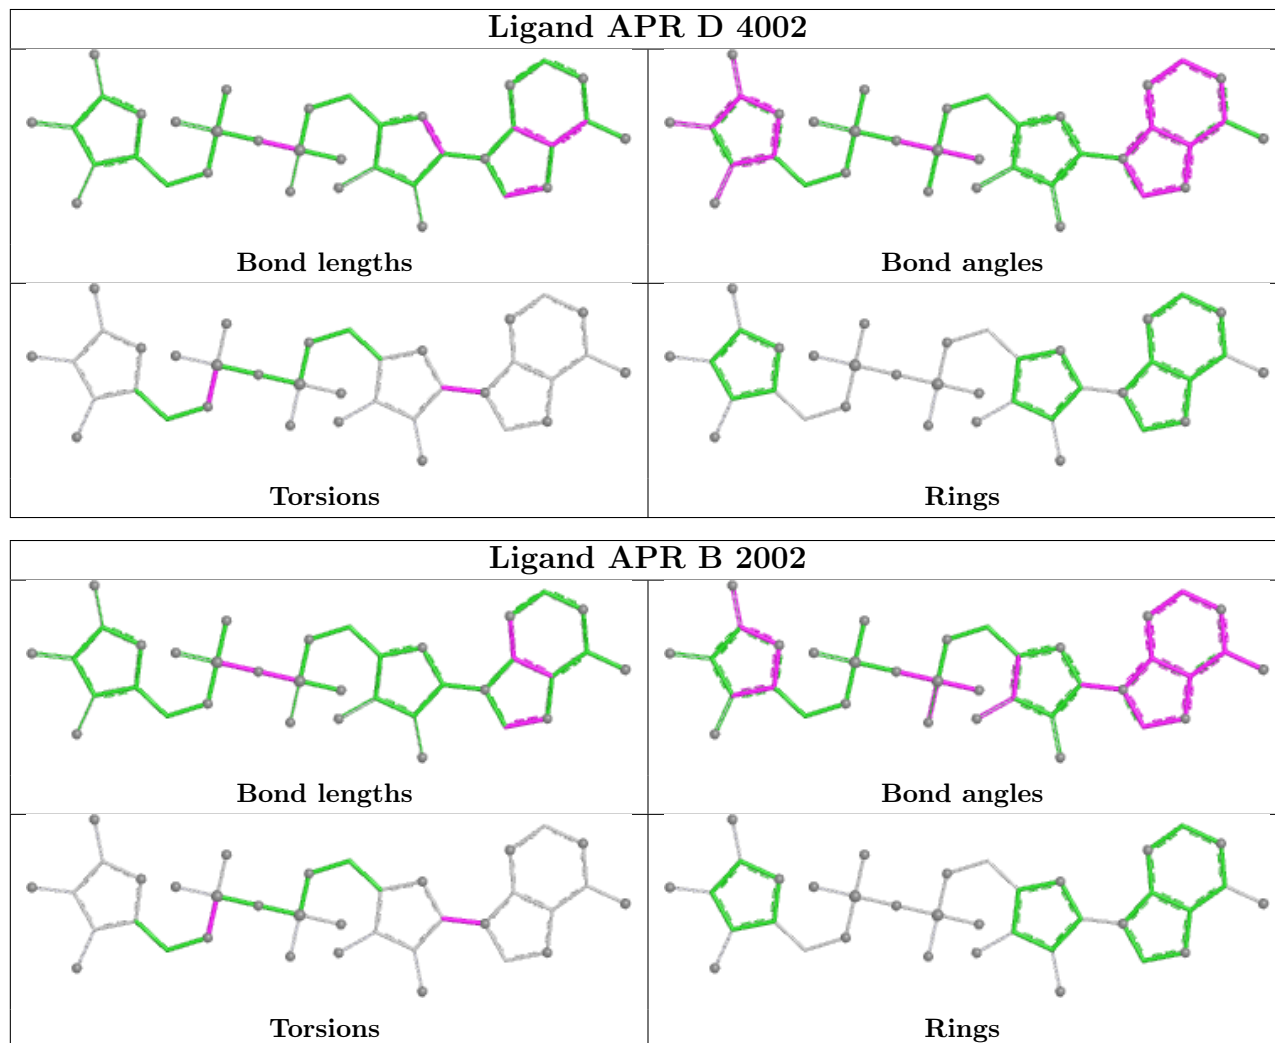 Ligand APR D 4002
Bond lengths
Bond angles
Torsions
Rings
Ligand APR B 2002
Bond lengths
Bond angles
Torsions
Rings